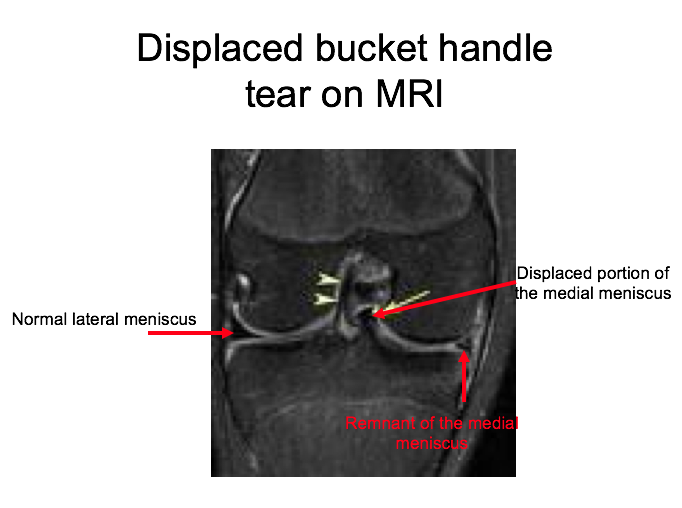 Displaced bucket handle
tear on MRI
Displaced portion of
the medial meniscus
Normal lateral meniscus
Remnant of the medial
meniscus